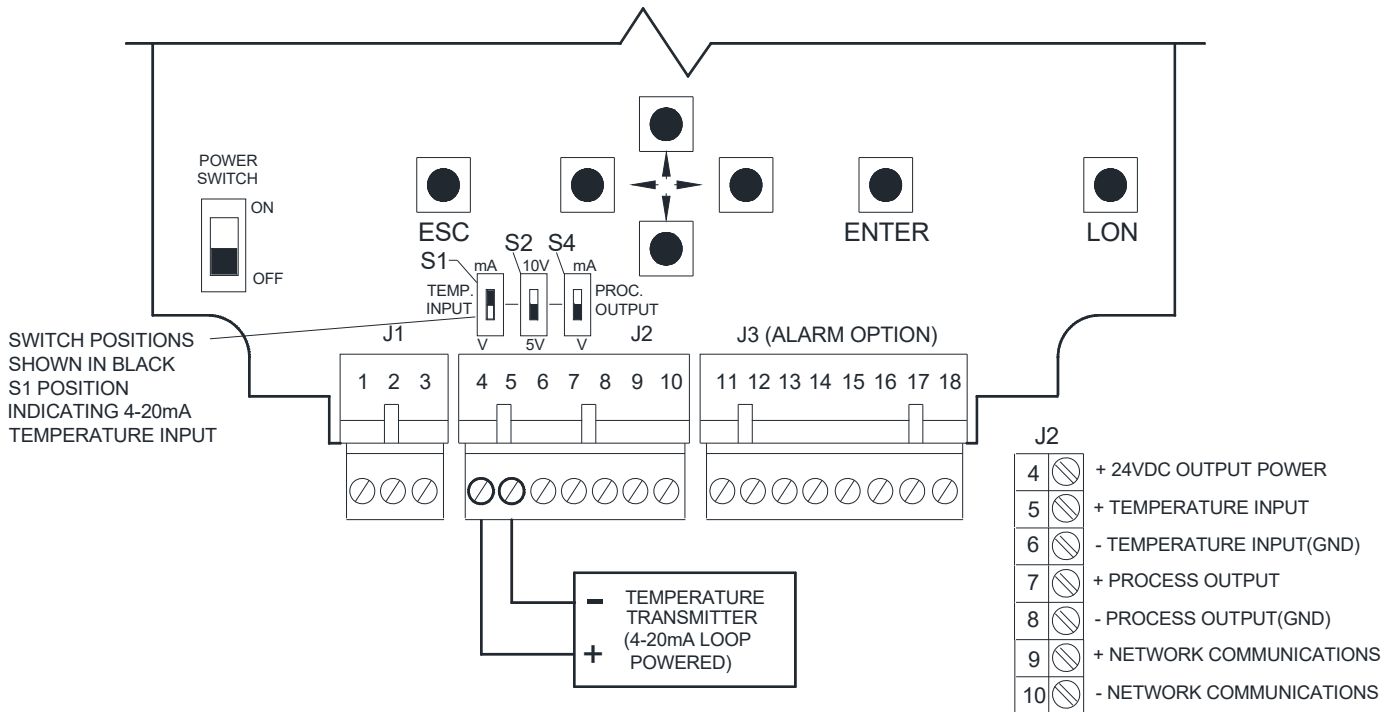 POWER
SWITCH
ON
OFF
ESC
ENTER
LON
S1
S2
S4
mA
10V
mA
TEMP.
INPUT
PROC.
OUTPUT
V
5V
V
SWITCH POSITIONS
SHOWN IN BLACK
S1 POSITION
INDICATING 4-20mA
TEMPERATURE INPUT
J1
J2
J3 (ALARM OPTION)
1 2 3
4 5 6 7 8 9 10
11 12 13 14 15 16 17 18
- TEMPERATURE
TRANSMITTER
(4-20mA LOOP
+ POWERED)
J2
4 + 24VDC OUTPUT POWER
5 + TEMPERATURE INPUT
6 - TEMPERATURE INPUT(GND)
7 + PROCESS OUTPUT
8 - PROCESS OUTPUT(GND)
9 + NETWORK COMMUNICATIONS
10 - NETWORK COMMUNICATIONS